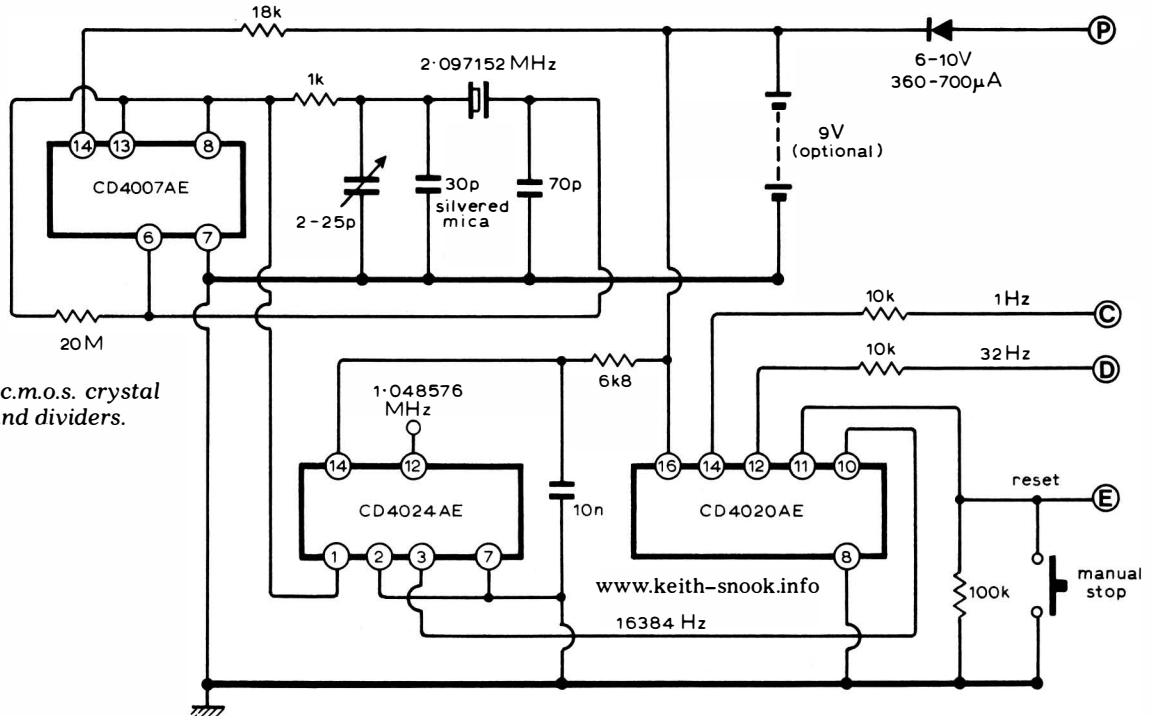 18k
P
6-10V
360-700μA
2·097152 MHz
1k
14
13
8
CD4007AE
6
7
2-25p
30p
silvered
mica
70p
9V
(optional)
20M
10k
1Hz
C
10k
32Hz
D
6k8
c.m.o.s. crystal
nd dividers.
1·048576
MHz
14
12
CD4024AE
1
2
3
7
10n
16
14
12
11
10
CD4020AE
8
reset
E
www.keith-snook.info
16384 Hz
100k
manual
stop